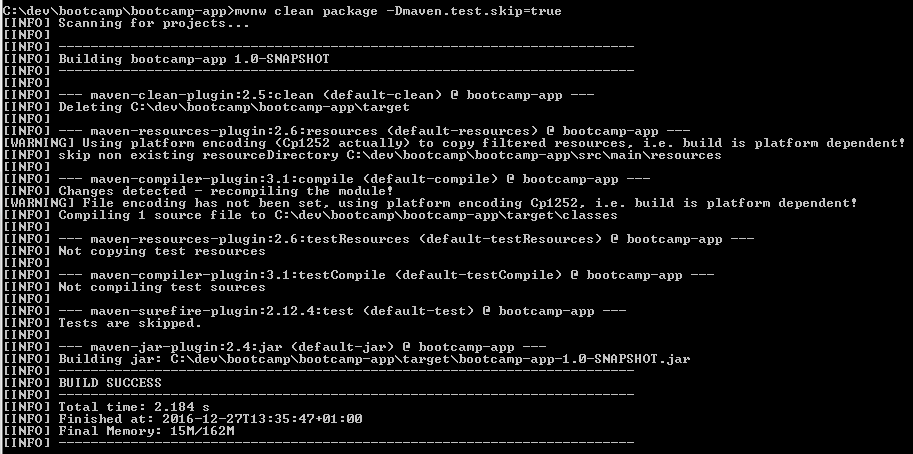 C:\dev\bootcamp\bootcamp-app>mvnw clean package -Dmaven.test.skip=true
[INFO] Scanning for projects...
[INFO]
[INFO] ------------------------------------------------------------------------
[INFO] Building bootcamp-app 1.0-SNAPSHOT
[INFO] ------------------------------------------------------------------------
[INFO]
[INFO] --- maven-clean-plugin:2.5:clean (default-clean) @ bootcamp-app ---
[INFO] Deleting C:\dev\bootcamp\bootcamp-app\target
[INFO]
[INFO] --- maven-resources-plugin:2.6:resources (default-resources) @ bootcamp-app ---
[WARNING] Using platform encoding (Cp1252 actually) to copy filtered resources, i.e. build is platform dependent!
[INFO] skip non existing resourceDirectory C:\dev\bootcamp\bootcamp-app\src\main\resources
[INFO]
[INFO] --- maven-compiler-plugin:3.1:compile (default-compile) @ bootcamp-app ---
[INFO] Changes detected - recompiling the module!
[WARNING] File encoding has not been set, using platform encoding Cp1252, i.e. build is platform dependent!
[INFO] Compiling 1 source file to C:\dev\bootcamp\bootcamp-app\target\classes
[INFO]
[INFO] --- maven-resources-plugin:2.6:testResources (default-testResources) @ bootcamp-app ---
[INFO] Not copying test resources
[INFO]
[INFO] --- maven-compiler-plugin:3.1:testCompile (default-testCompile) @ bootcamp-app ---
[INFO] Not compiling test sources
[INFO]
[INFO] --- maven-surefire-plugin:2.12.4:test (default-test) @ bootcamp-app ---
[INFO] Tests are skipped.
[INFO]
[INFO] --- maven-jar-plugin:2.4:jar (default-jar) @ bootcamp-app ---
[INFO] Building jar: C:\dev\bootcamp\bootcamp-app\target\bootcamp-app-1.0-SNAPSHOT.jar
[INFO] ------------------------------------------------------------------------
[INFO] BUILD SUCCESS
[INFO] ------------------------------------------------------------------------
[INFO] Total time: 2.184 s
[INFO] Finished at: 2016-12-27T13:35:47+01:00
[INFO] Final Memory: 15M/162M
[INFO] ------------------------------------------------------------------------